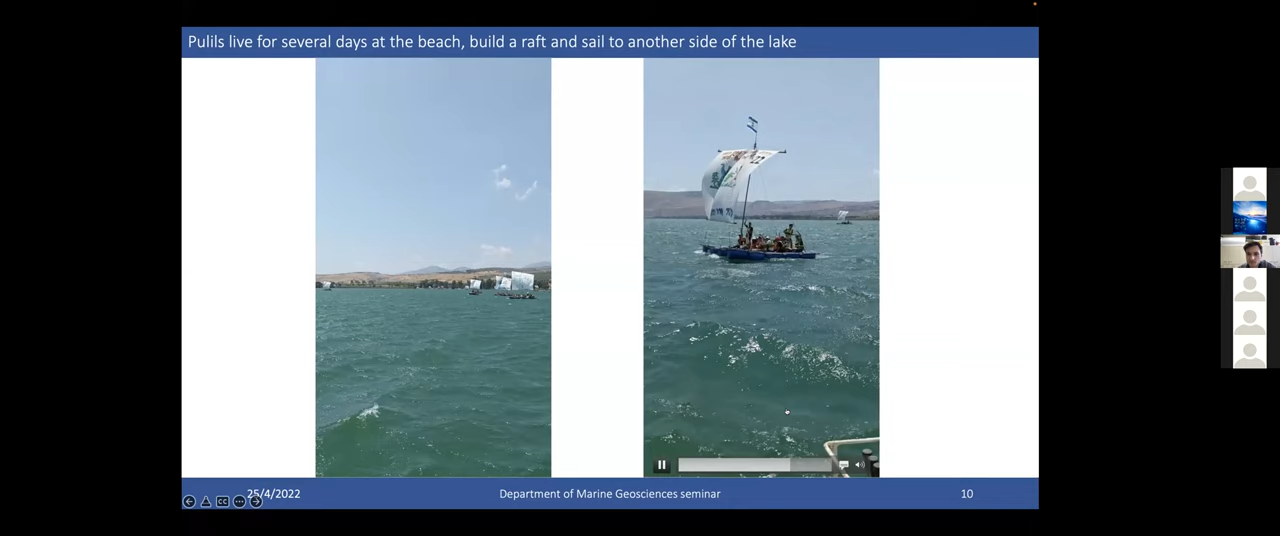 Pulils live for several days at the beach, build a raft and sail to another side of the lake
25/4/2022
Department of Marine Geosciences seminar
10